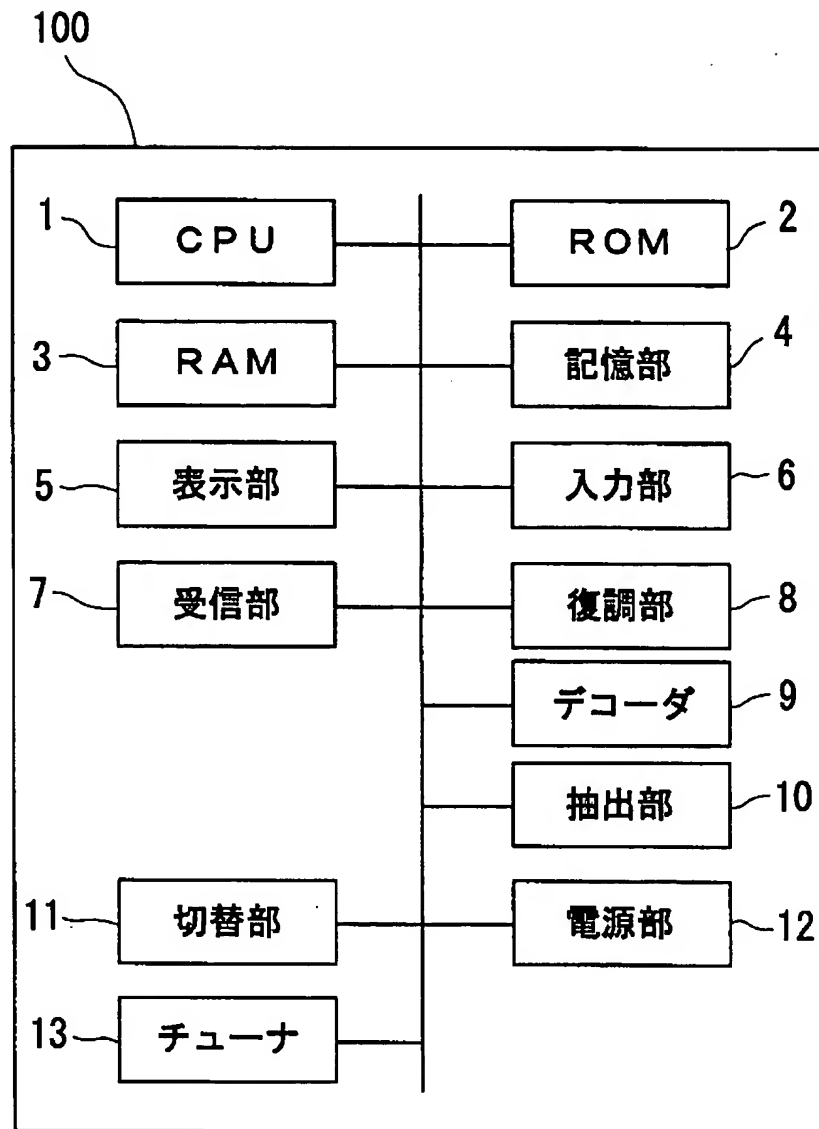 100
1 CPU ROM 2
3 RAM 記憶部 4
5 表示部 入力部 6
7 受信部 復調部 8
デコーダ 9
抽出部 10
11 切替部 電源部 12
13 チューナ